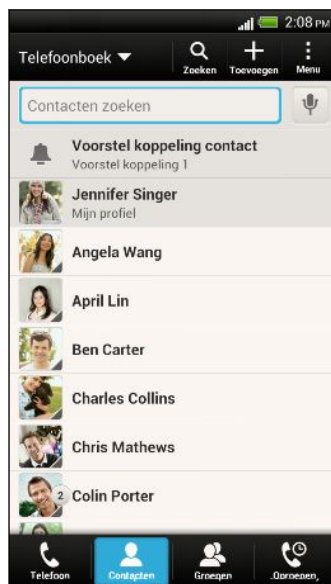 2:08 PM
Telefoonboek
Zoeken Toevoegen Menu
Contacten zoeken
Voorstel koppeling contact
Voorstel koppeling 1
Jennifer Singer
Mijn profiel
Angela Wang
April Lin
Ben Carter
Charles Collins
Chris Mathews
2 Colin Porter
Telefoon Contacten Groepen Oproepen